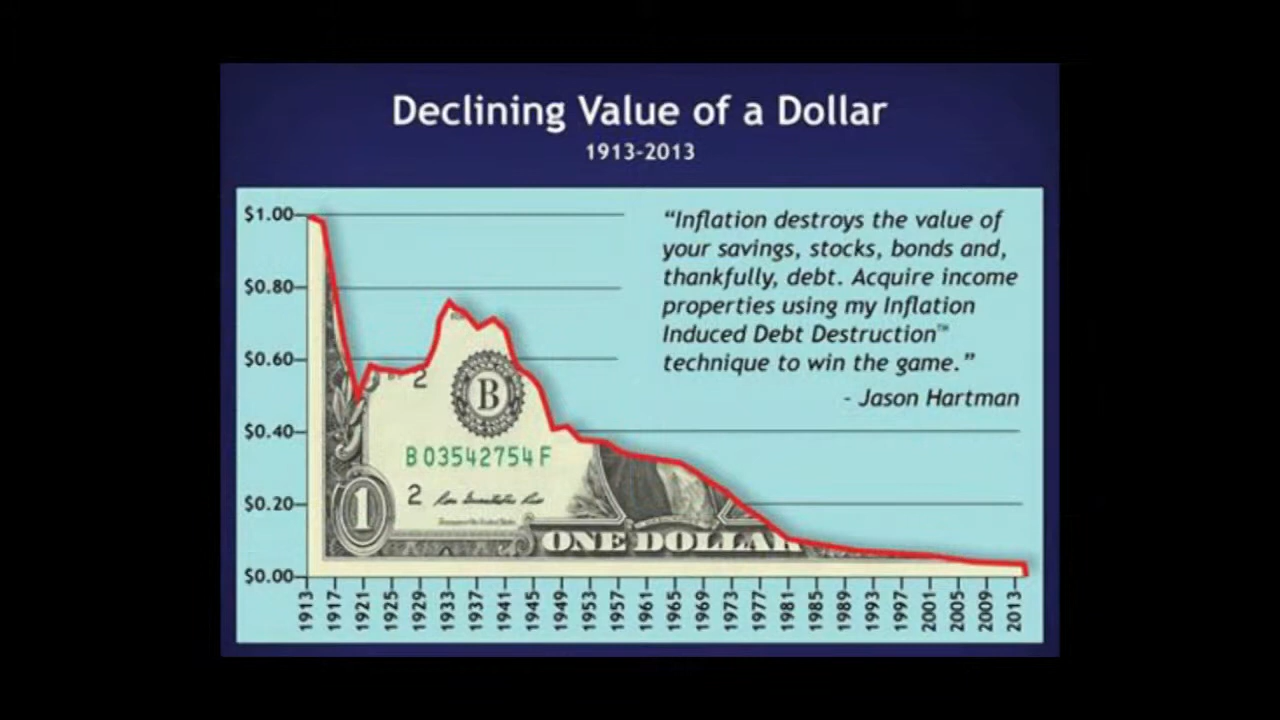 Declining Value of a Dollar
1913-2013
$1.00
$0.80
$0.60
$0.40
$0.20
$0.00
“Inflation destroys the value of
your savings, stocks, bonds and,
thankfully, debt. Acquire income
properties using my Inflation
Induced Debt Destruction™
technique to win the game.”
- Jason Hartman
2
B
B 03542754 F
1
2
ONE DOLLAR
1913 1917 1921 1925 1929 1933 1937 1941 1945 1949 1953 1957 1961 1965 1969 1973 1977 1981 1985 1989 1993 1997 2001 2005 2009 2013